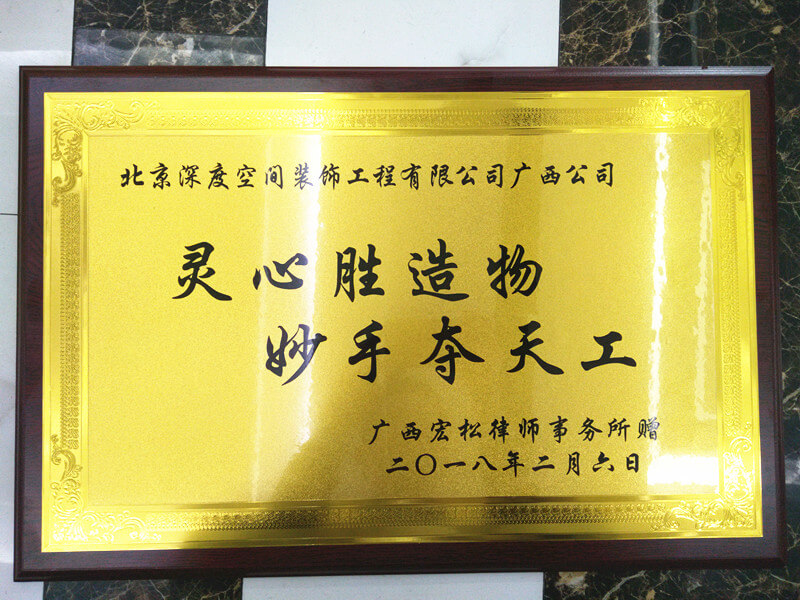 北京深度空间装饰工程有限公司广西公司
灵心胜造物
妙手夺天工
广西宏松律师事务所赠
二〇一八年二月六日